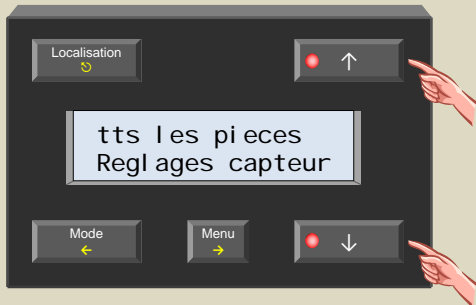 Localisation
tts les pieces
Reglages capteur
Mode
Menu